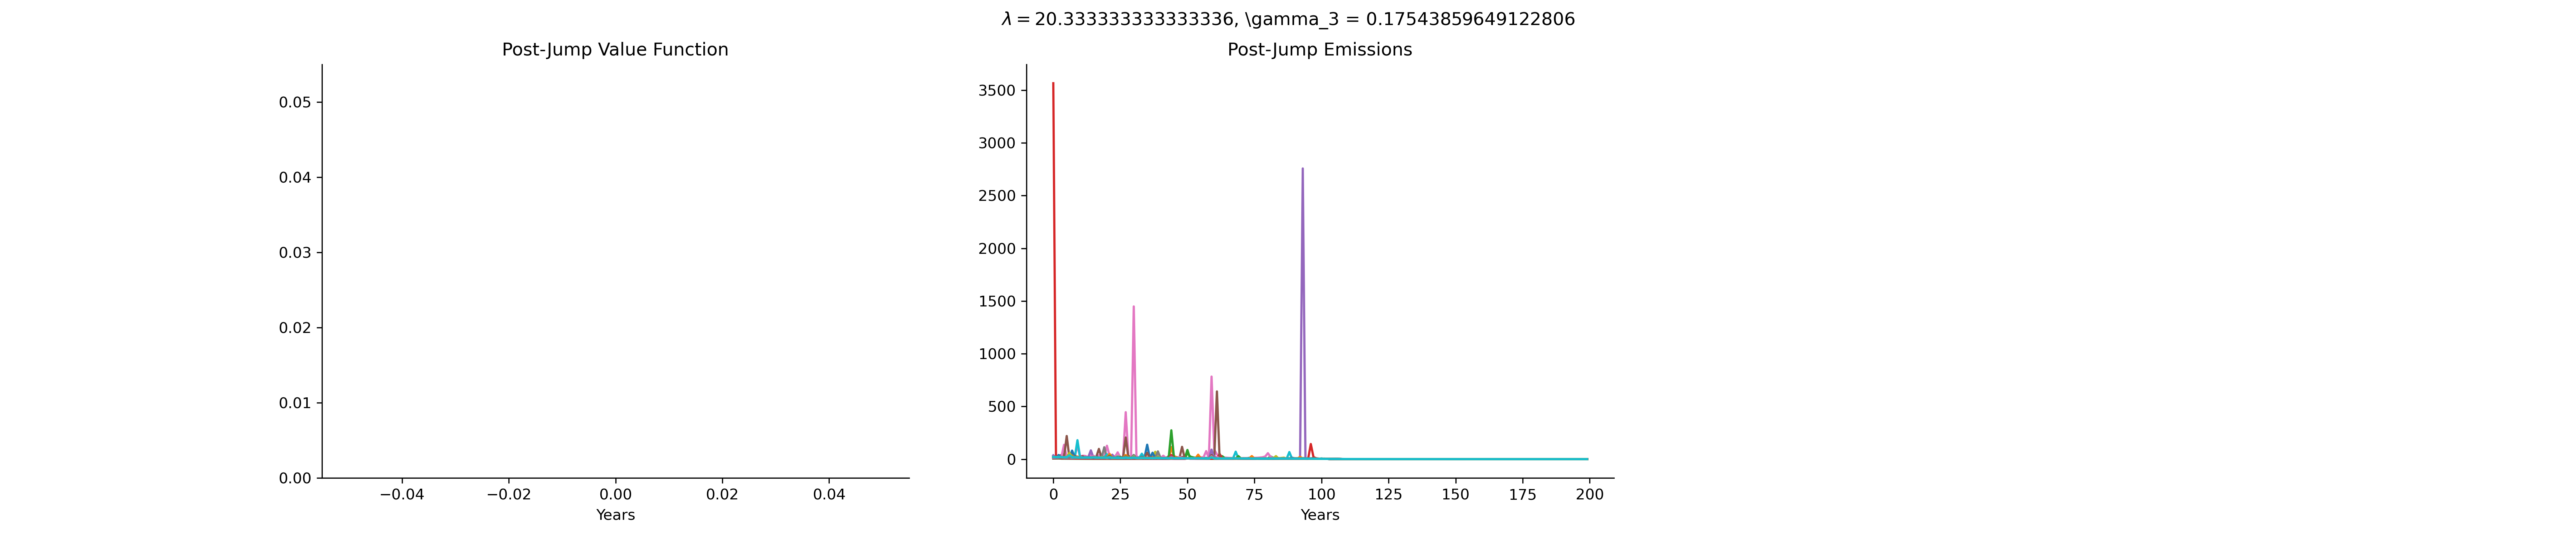 λ = 20.333333333333336, \gamma_3 = 0.17543859649122806
Post-Jump Value Function
0.05
0.04
0.03
0.02
0.01
0.00
−0.04 −0.02 0.00 0.02 0.04
Years
Post-Jump Emissions
3500
3000
2500
2000
1500
1000
500
0
0 25 50 75 100 125 150 175 200
Years